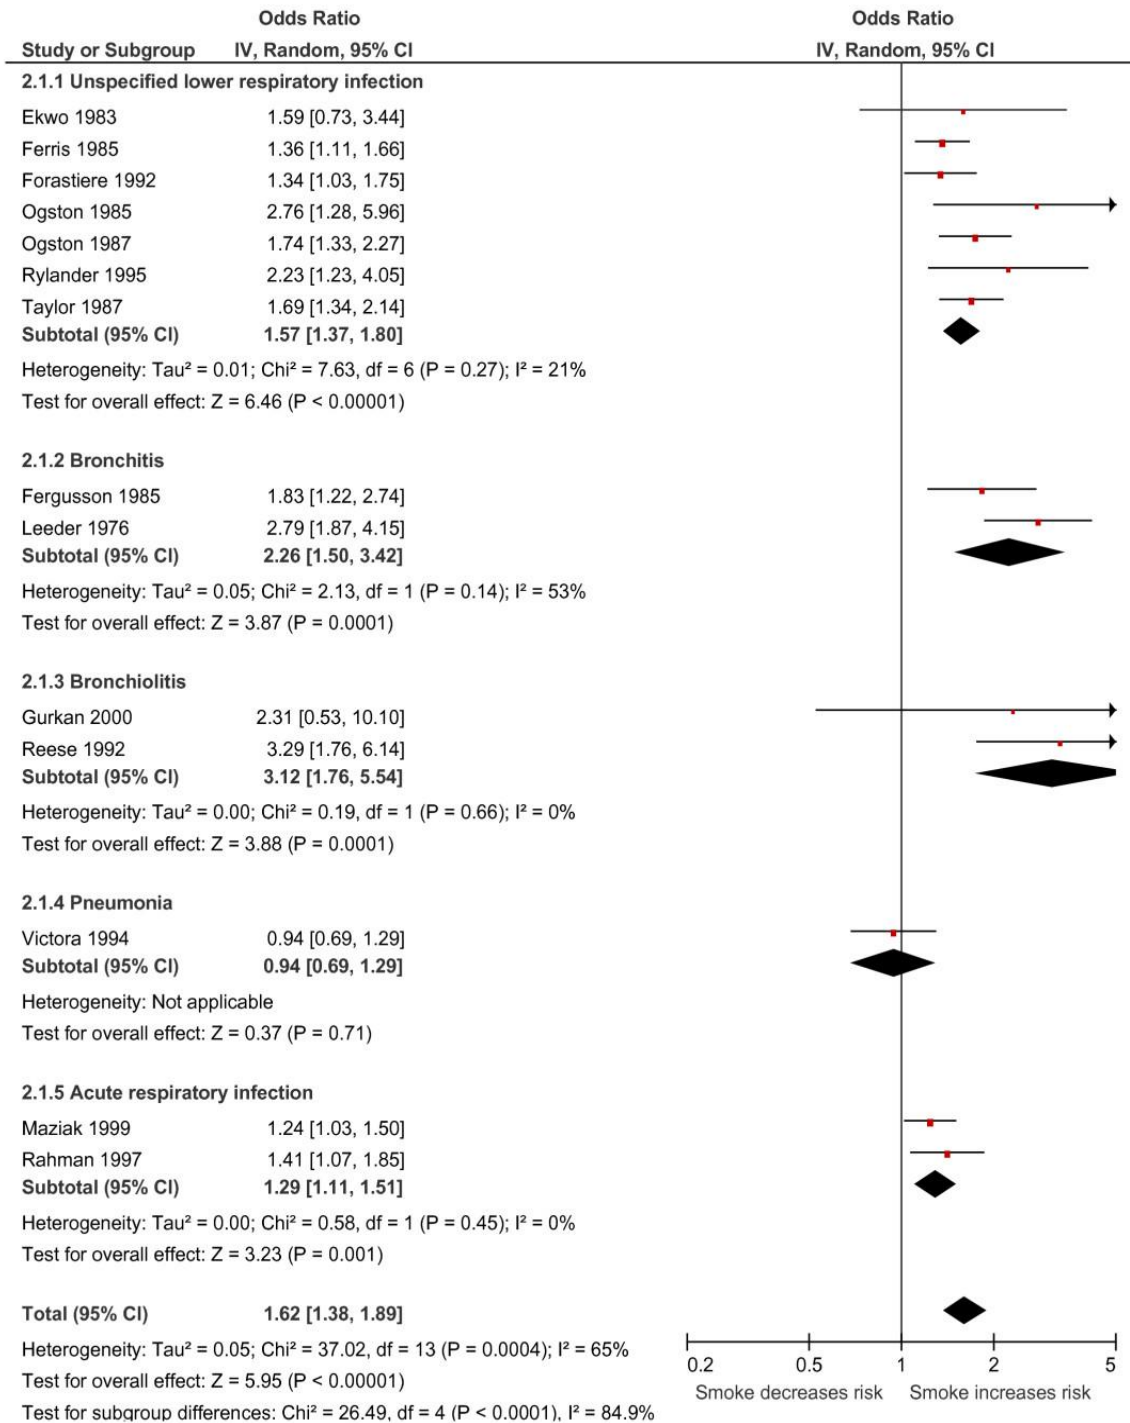 Odds Ratio Odds Ratio
Study or Subgroup IV, Random, 95% CI IV, Random, 95% CI
2.1.1 Unspecified lower respiratory infection
Ekwo 1983 1.59 [0.73, 3.44]
Ferris 1985 1.36 [1.11, 1.66]
Forastiere 1992 1.34 [1.03, 1.75]
Ogston 1985 2.76 [1.28, 5.96]
Ogston 1987 1.74 [1.33, 2.27]
Rylander 1995 2.23 [1.23, 4.05]
Taylor 1987 1.69 [1.34, 2.14]
Subtotal (95% CI) 1.57 [1.37, 1.80]
Heterogeneity: Tau² = 0.01; Chi² = 7.63, df = 6 (P = 0.27); I² = 21%
Test for overall effect: Z = 6.46 (P < 0.00001)
2.1.2 Bronchitis
Fergusson 1985 1.83 [1.22, 2.74]
Leeder 1976 2.79 [1.87, 4.15]
Subtotal (95% CI) 2.26 [1.50, 3.42]
Heterogeneity: Tau² = 0.05; Chi² = 2.13, df = 1 (P = 0.14); I² = 53%
Test for overall effect: Z = 3.87 (P = 0.0001)
2.1.3 Bronchiolitis
Gurkan 2000 2.31 [0.53, 10.10]
Reese 1992 3.29 [1.76, 6.14]
Subtotal (95% CI) 3.12 [1.76, 5.54]
Heterogeneity: Tau² = 0.00; Chi² = 0.19, df = 1 (P = 0.66); I² = 0%
Test for overall effect: Z = 3.88 (P = 0.0001)
2.1.4 Pneumonia
Victora 1994 0.94 [0.69, 1.29]
Subtotal (95% CI) 0.94 [0.69, 1.29]
Heterogeneity: Not applicable
Test for overall effect: Z = 0.37 (P = 0.71)
2.1.5 Acute respiratory infection
Maziak 1999 1.24 [1.03, 1.50]
Rahman 1997 1.41 [1.07, 1.85]
Subtotal (95% CI) 1.29 [1.11, 1.51]
Heterogeneity: Tau² = 0.00; Chi² = 0.58, df = 1 (P = 0.45); I² = 0%
Test for overall effect: Z = 3.23 (P = 0.001)
Total (95% CI) 1.62 [1.38, 1.89]
Heterogeneity: Tau² = 0.05; Chi² = 37.02, df = 13 (P = 0.0004); I² = 65%
0.2 0.5 1 2 5
Test for overall effect: Z = 5.95 (P < 0.00001)
Smoke decreases risk Smoke increases risk
Test for subgroup differences: Chi² = 26.49, df = 4 (P < 0.0001), I² = 84.9%